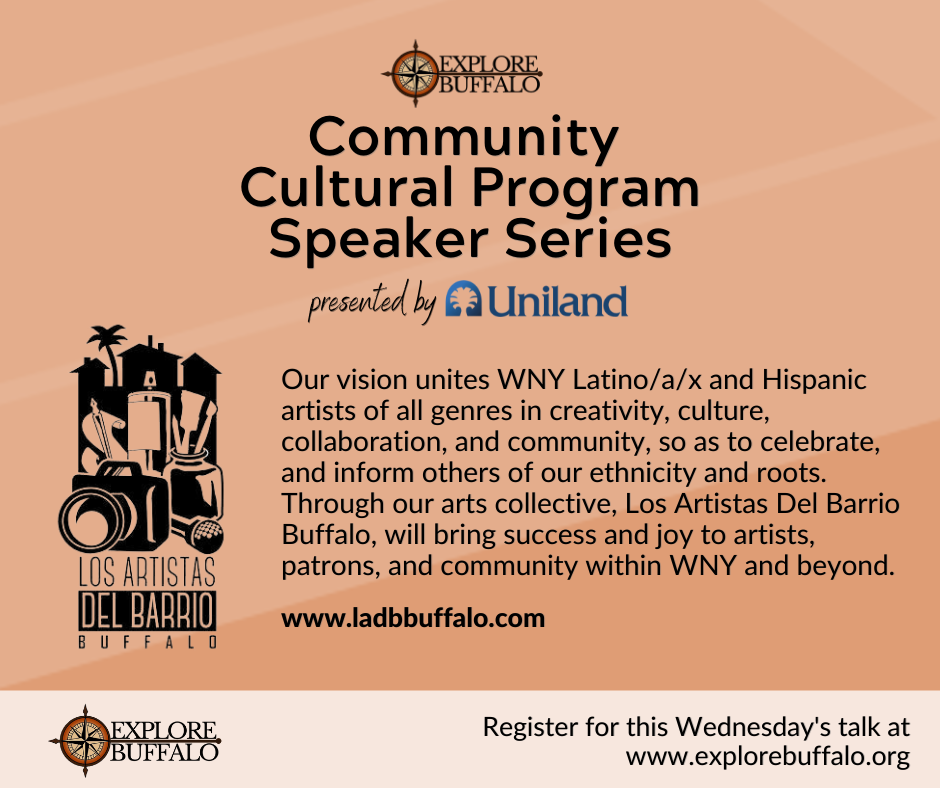 EXPLORE
BUFFALO
Community
Cultural Program
Speaker Series
presented by Uniland
Our vision unites WNY Latino/a/x and Hispanic
artists of all genres in creativity, culture,
collaboration, and community, so as to celebrate,
and inform others of our ethnicity and roots.
Through our arts collective, Los Artistas Del Barrio
Buffalo, will bring success and joy to artists,
patrons, and community within WNY and beyond.
www.ladbbuffalo.com
LOS ARTISTAS
DEL BARRIO
BUFFALO
EXPLORE
BUFFALO
Register for this Wednesday's talk at
www.explorebuffalo.org